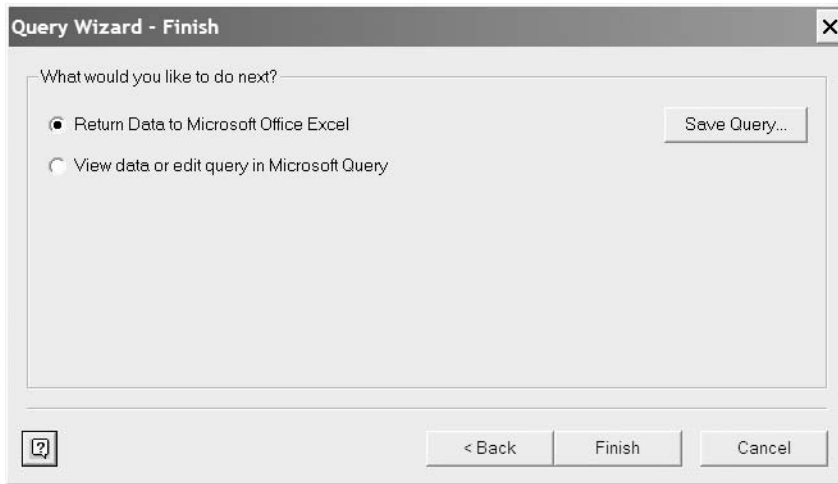 Query Wizard - Finish
What would you like to do next?
Return Data to Microsoft Office Excel
Save Query...
View data or edit query in Microsoft Query
< Back
Finish
Cancel